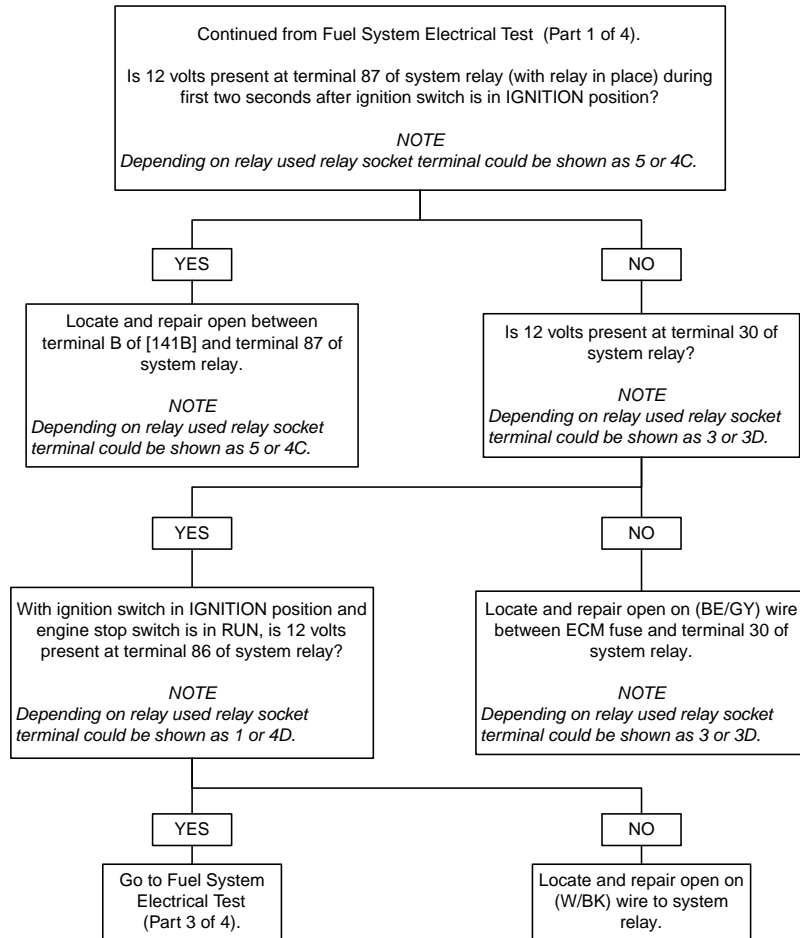 Continued from Fuel System Electrical Test (Part 1 of 4).
Is 12 volts present at terminal 87 of system relay (with relay in place) during
first two seconds after ignition switch is in IGNITION position?
NOTE
Depending on relay used relay socket terminal could be shown as 5 or 4C.
YES
NO
Locate and repair open between
terminal B of [141B] and terminal 87 of
system relay.
NOTE
Depending on relay used relay socket
terminal could be shown as 5 or 4C.
Is 12 volts present at terminal 30 of
system relay?
NOTE
Depending on relay used relay socket
terminal could be shown as 3 or 3D.
YES
NO
With ignition switch in IGNITION position and
engine stop switch is in RUN, is 12 volts
present at terminal 86 of system relay?
NOTE
Depending on relay used relay socket
terminal could be shown as 1 or 4D.
Locate and repair open on (BE/GY) wire
between ECM fuse and terminal 30 of
system relay.
NOTE
Depending on relay used relay socket
terminal could be shown as 3 or 3D.
YES
NO
Go to Fuel System
Electrical Test
(Part 3 of 4).
Locate and repair open on
(W/BK) wire to system
relay.